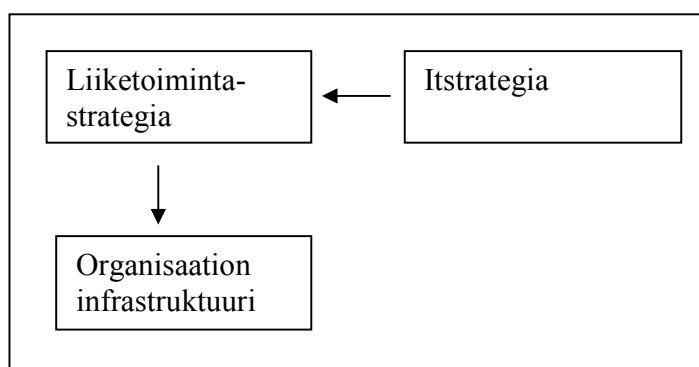 Liiketoiminta-
strategia
Itstrategia
Organisaation
infrastruktuuri